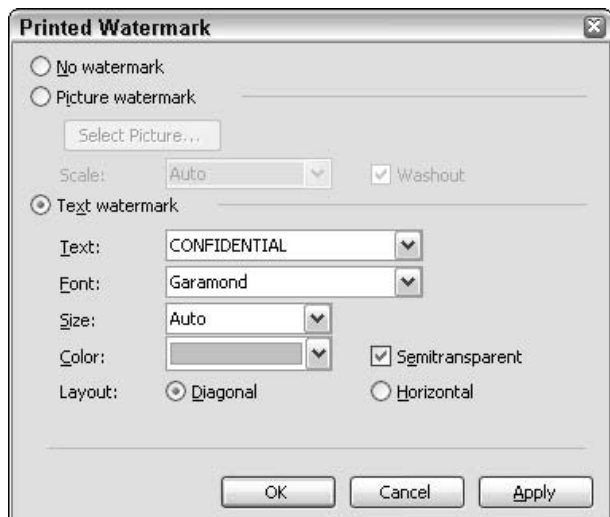 Printed Watermark
No watermark
Picture watermark
Select Picture...
Scale: Auto Washout
Text watermark
Text: CONFIDENTIAL
Font: Garamond
Size: Auto
Color: Semitransparent
Layout: Diagonal Horizontal
OK Cancel Apply